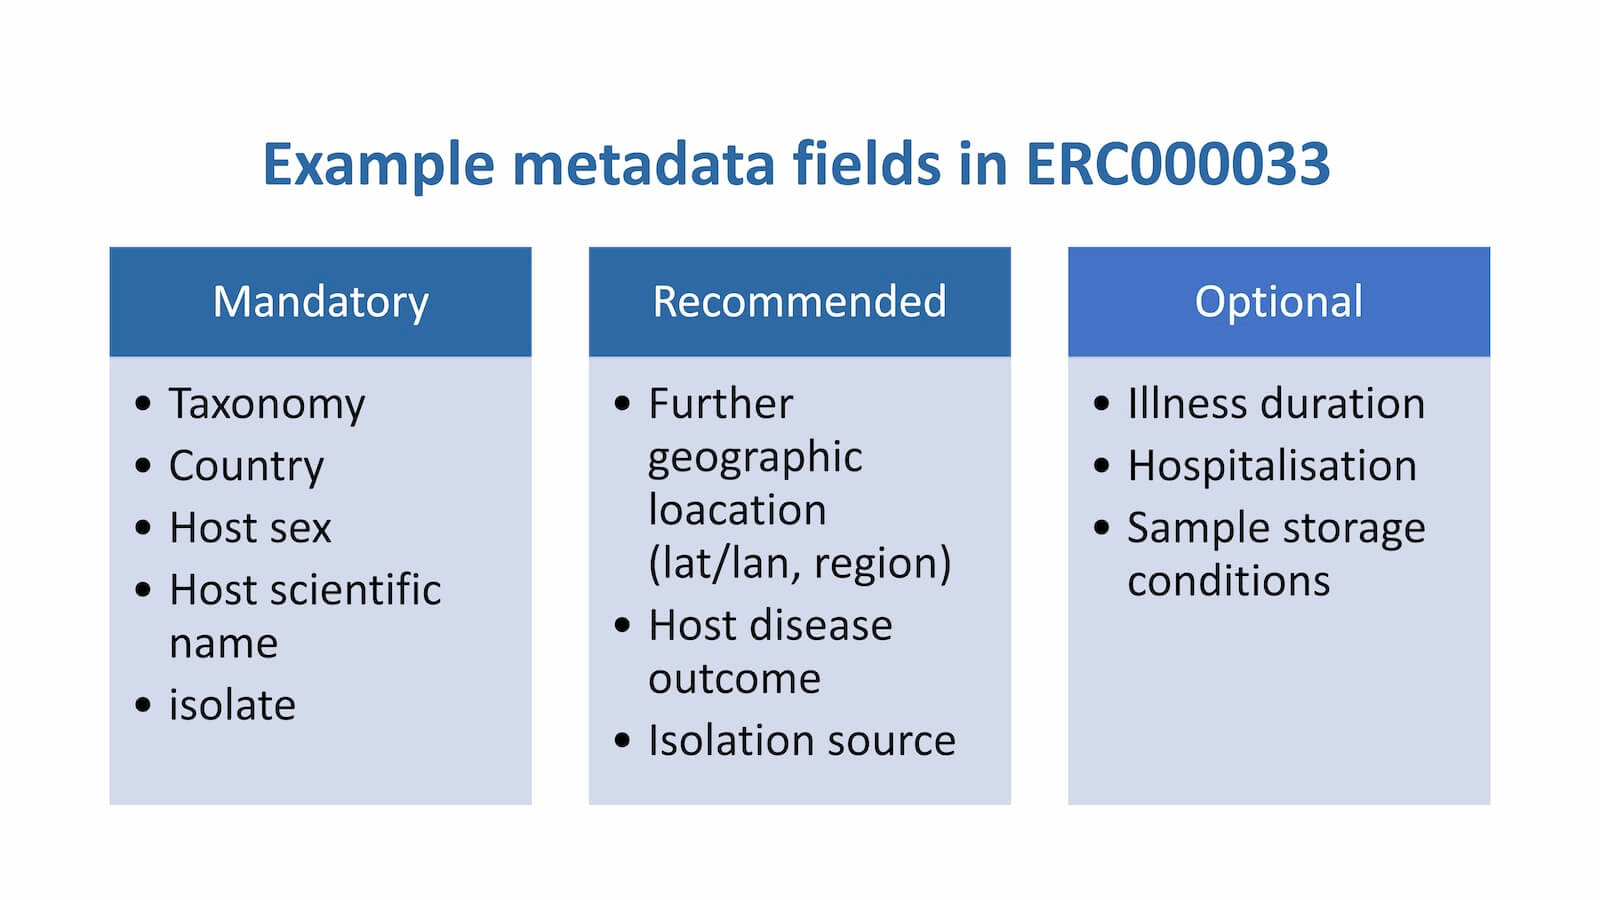 Example metadata fields in ERC000033
Mandatory
• Taxonomy
• Country
• Host sex
• Host scientific
name
• isolate
Recommended
• Further
geographic
loacation
(lat/lan, region)
• Host disease
outcome
• Isolation source
Optional
• Illness duration
• Hospitalisation
• Sample storage
conditions